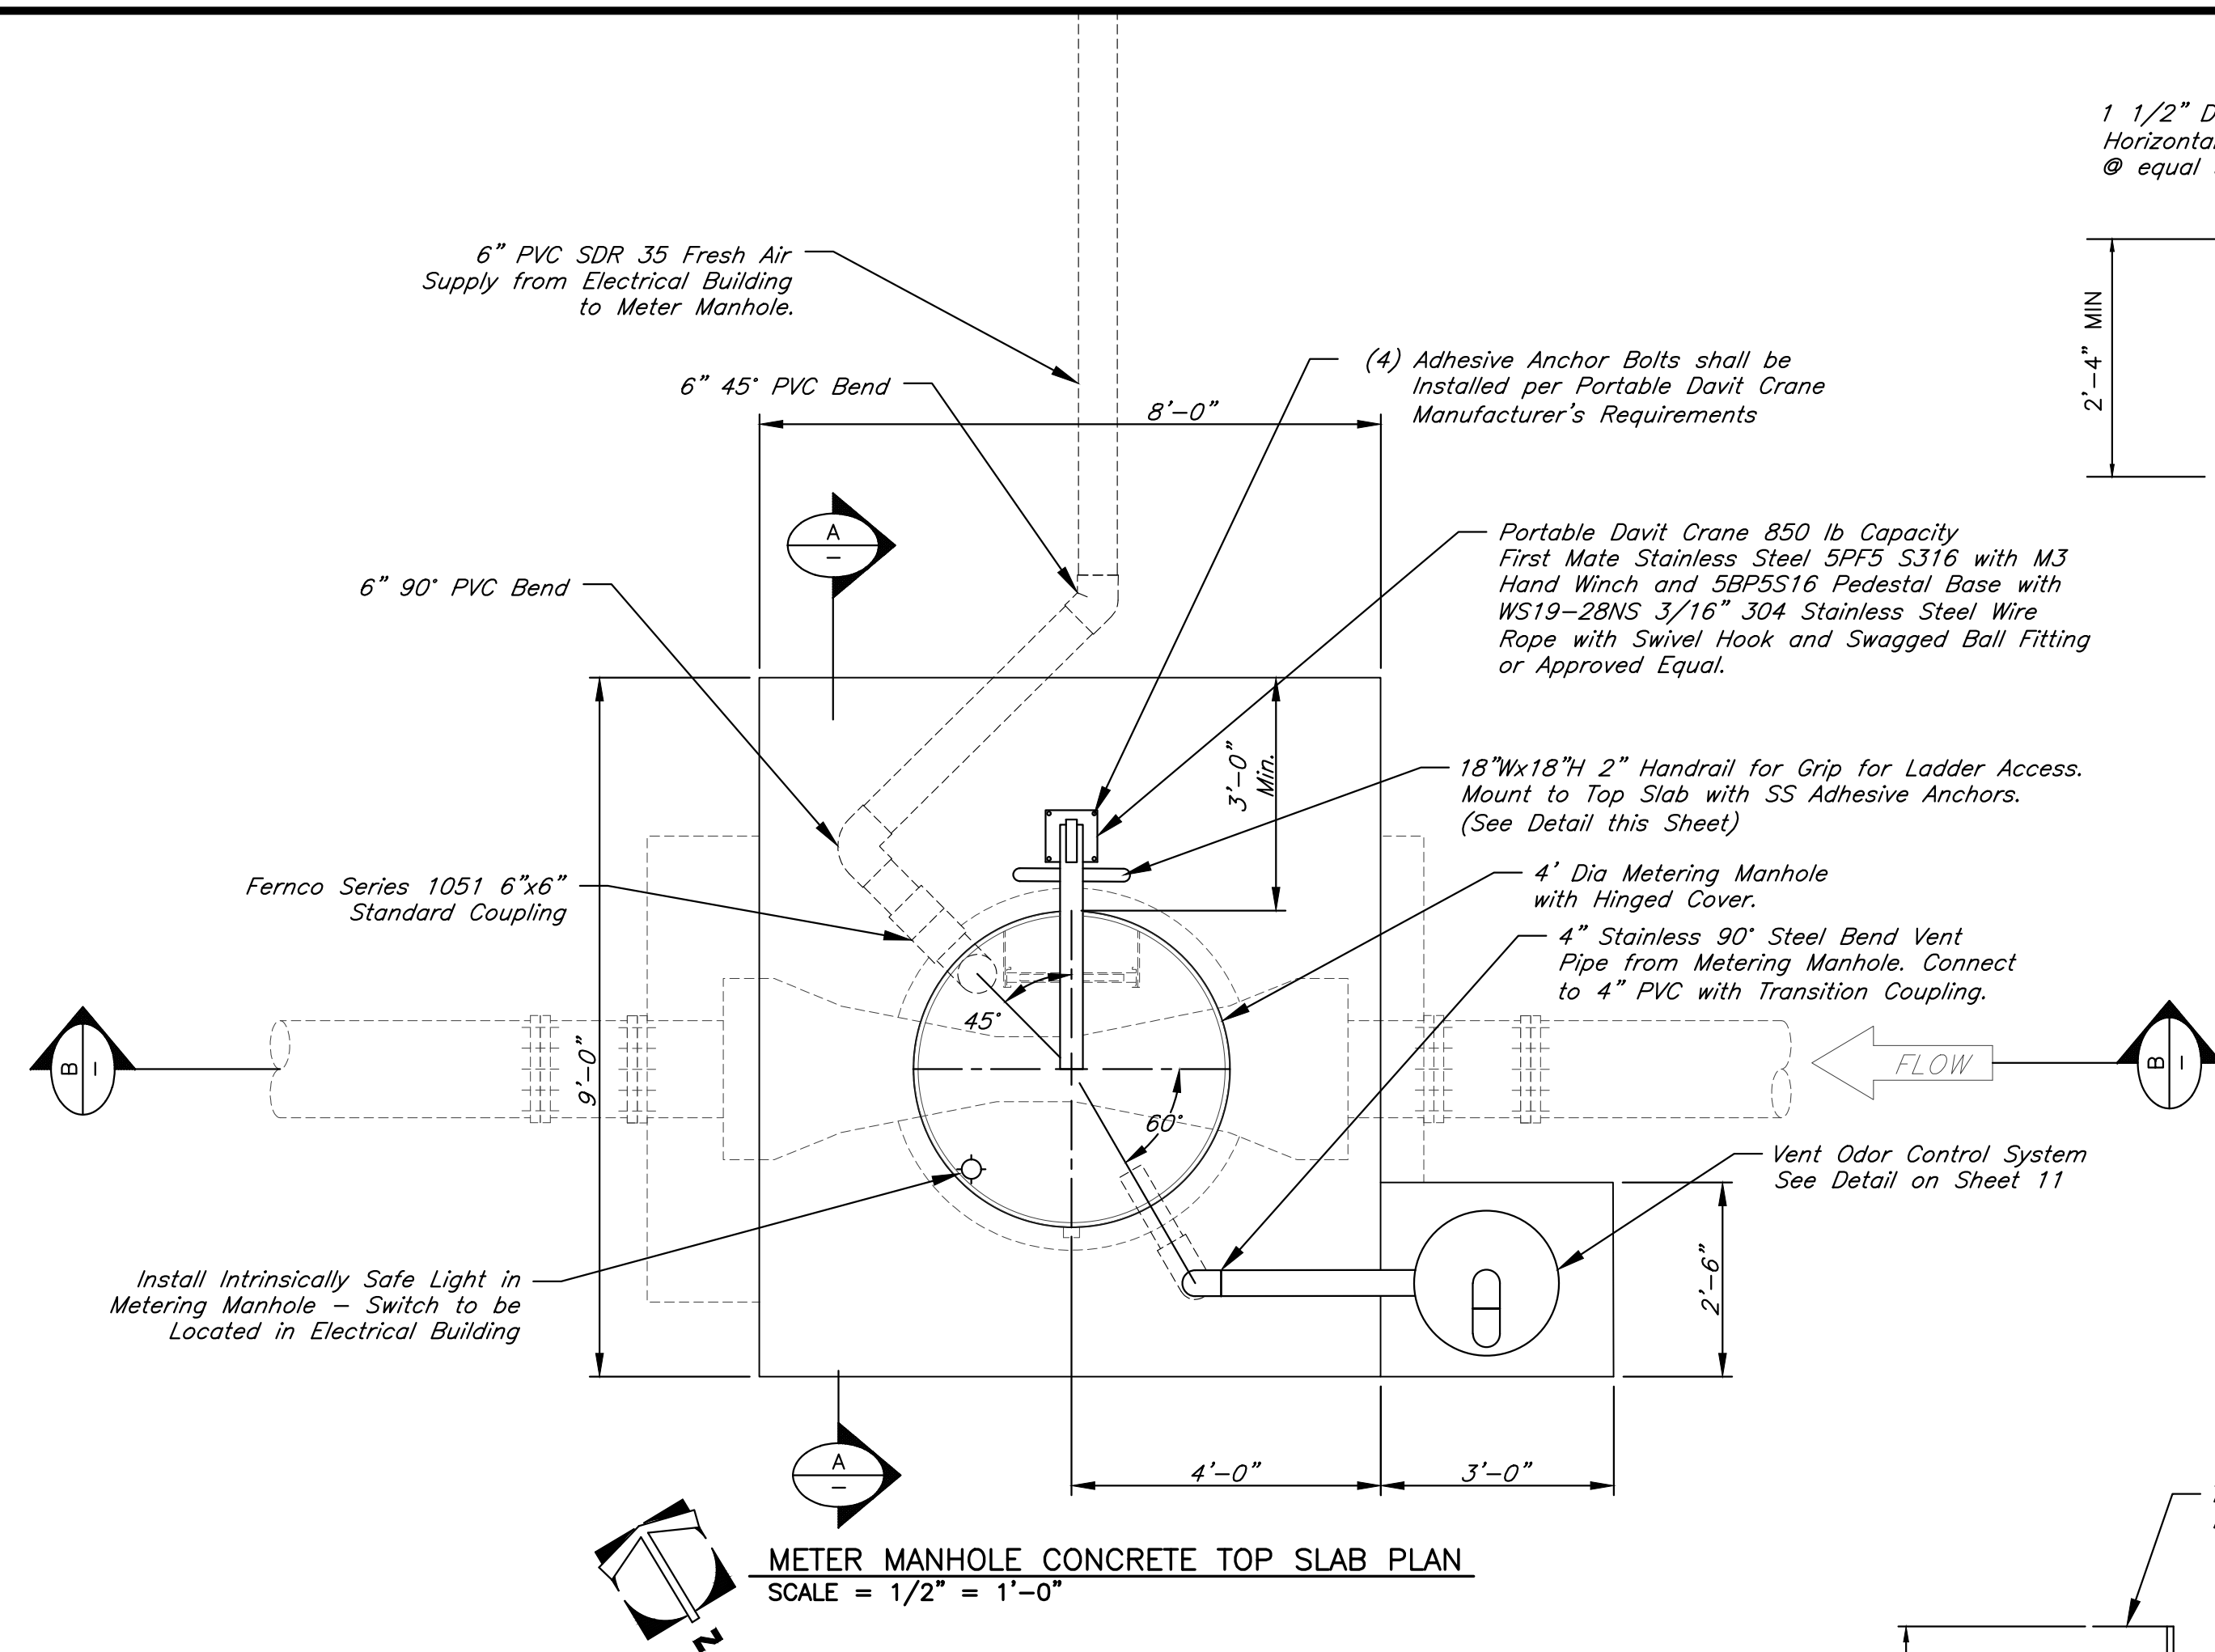 1 1/2" D
Horizonta
@ equal
6" PVC SDR 35 Fresh Air
Supply from Electrical Building
to Meter Manhole.
2'-4" MIN
(4) Adhesive Anchor Bolts shall be
Installed per Portable Davit Crane
Manufacturer's Requirements
6" 45° PVC Bend
8'-0"
A
-
Portable Davit Crane 850 lb Capacity
First Mate Stainless Steel 5PF5 S316 with M3
Hand Winch and 5BP5S16 Pedestal Base with
WS19-28NS 3/16" 304 Stainless Steel Wire
Rope with Swivel Hook and Swagged Ball Fitting
or Approved Equal.
6" 90° PVC Bend
3'-0"
Min.
18"Wx18"H 2" Handrail for Grip for Ladder Access.
Mount to Top Slab with SS Adhesive Anchors.
(See Detail this Sheet)
4' Dia Metering Manhole
with Hinged Cover.
Fernco Series 1051 6"x6"
Standard Coupling
4" Stainless 90° Steel Bend Vent
Pipe from Metering Manhole. Connect
to 4" PVC with Transition Coupling.
45°
B
-
9'-0"
FLOW
B
-
60°
Vent Odor Control System
See Detail on Sheet 11
2'-6"
Install Intrinsically Safe Light in
Metering Manhole - Switch to be
Located in Electrical Building
A
-
4'-0"
3'-0"
METER MANHOLE CONCRETE TOP SLAB PLAN
SCALE = 1/2" = 1'-0"
N